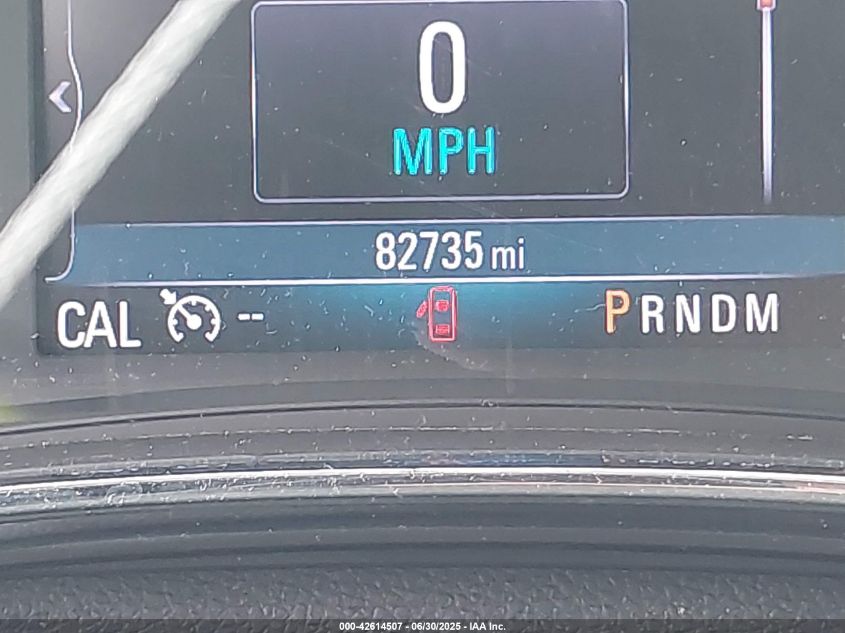 0
MPH
82735 mi
CAL -- PRNDM
000-42614507 - 06/30/2025 - IAA Inc.